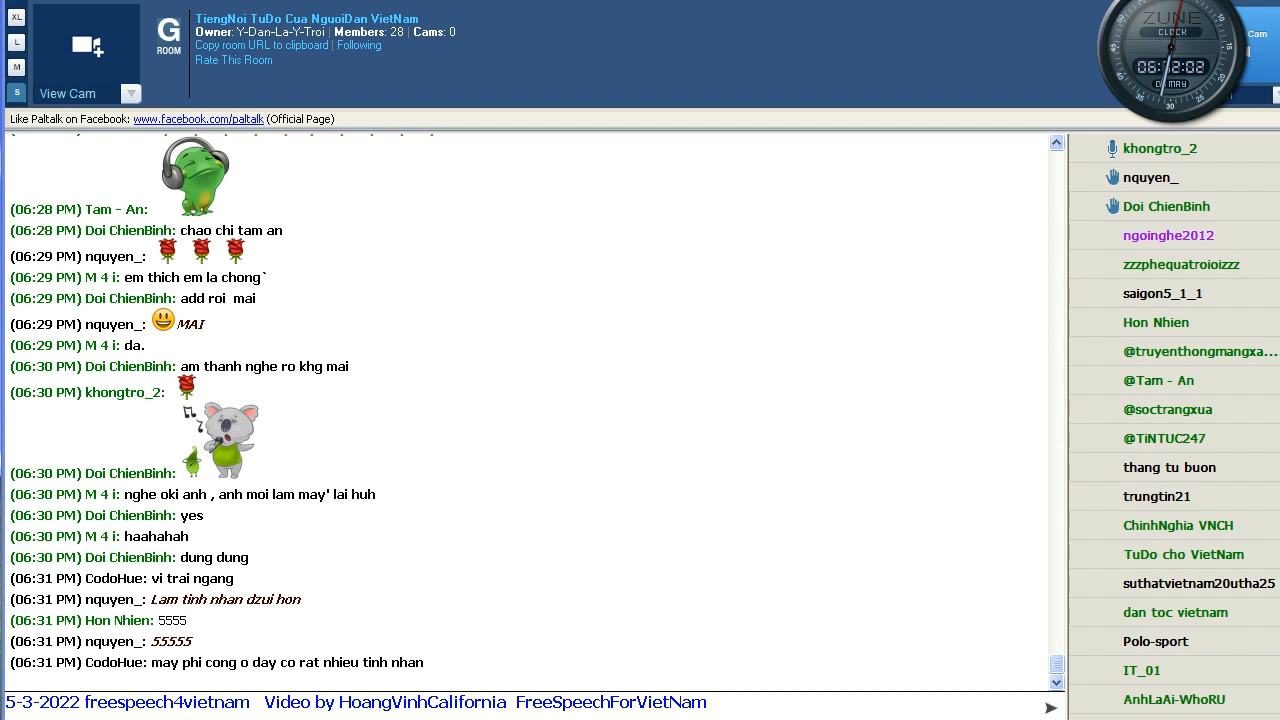 XL
L
M
S
View Cam
G
ROOM
TiengNoi TuDo Cua NguoiDan VietNam
Owner: Y-Dan-La-Y-Troi | Members: 28 | Cams: 0
Copy room URL to clipboard | Following
Rate This Room
ZUNE
CLOCK
Cam
Like Paltalk on Facebook: www.facebook.com/paltalk (Official Page)
(06:28 PM) Tam - An:
(06:28 PM) Doi ChienBinh: chao chi tam an
(06:29 PM) nquyen_:
(06:29 PM) M 4 i: em thich em la chong`
(06:29 PM) Doi ChienBinh: add roi  mai
(06:29 PM) nquyen_: MAI
(06:29 PM) M 4 i: da.
(06:30 PM) Doi ChienBinh: am thanh nghe ro khg mai
(06:30 PM) khongtro_2:
(06:30 PM) Doi ChienBinh:
(06:30 PM) M 4 i: nghe oki anh , anh moi lam may' lai huh
(06:30 PM) Doi ChienBinh: yes
(06:30 PM) M 4 i: haahahah
(06:30 PM) Doi ChienBinh: dung dung
(06:31 PM) CodoHue: vi trai ngang
(06:31 PM) nquyen_: Lam tinh nhan dzui hon
(06:31 PM) Hon Nhien: 5555
(06:31 PM) nquyen_: 55555
(06:31 PM) CodoHue: may phi cong o day co rat nhieu tinh nhan
5-3-2022 freespeech4vietnam   Video by HoangVinhCalifornia  FreeSpeechForVietNam
khongtro_2
nquyen_
Doi ChienBinh
ngoinghe2012
zzzphequatroioizzz
saigon5_1_1
Hon Nhien
@truyenthongmangxa...
@Tam - An
@soctrangxua
@TiNTUC247
thang tu buon
trungtin21
ChinhNghia VNCH
TuDo cho VietNam
suthatvietnam20utha25
dan toc vietnam
Polo-sport
IT_01
AnhLaAi-WhoRU